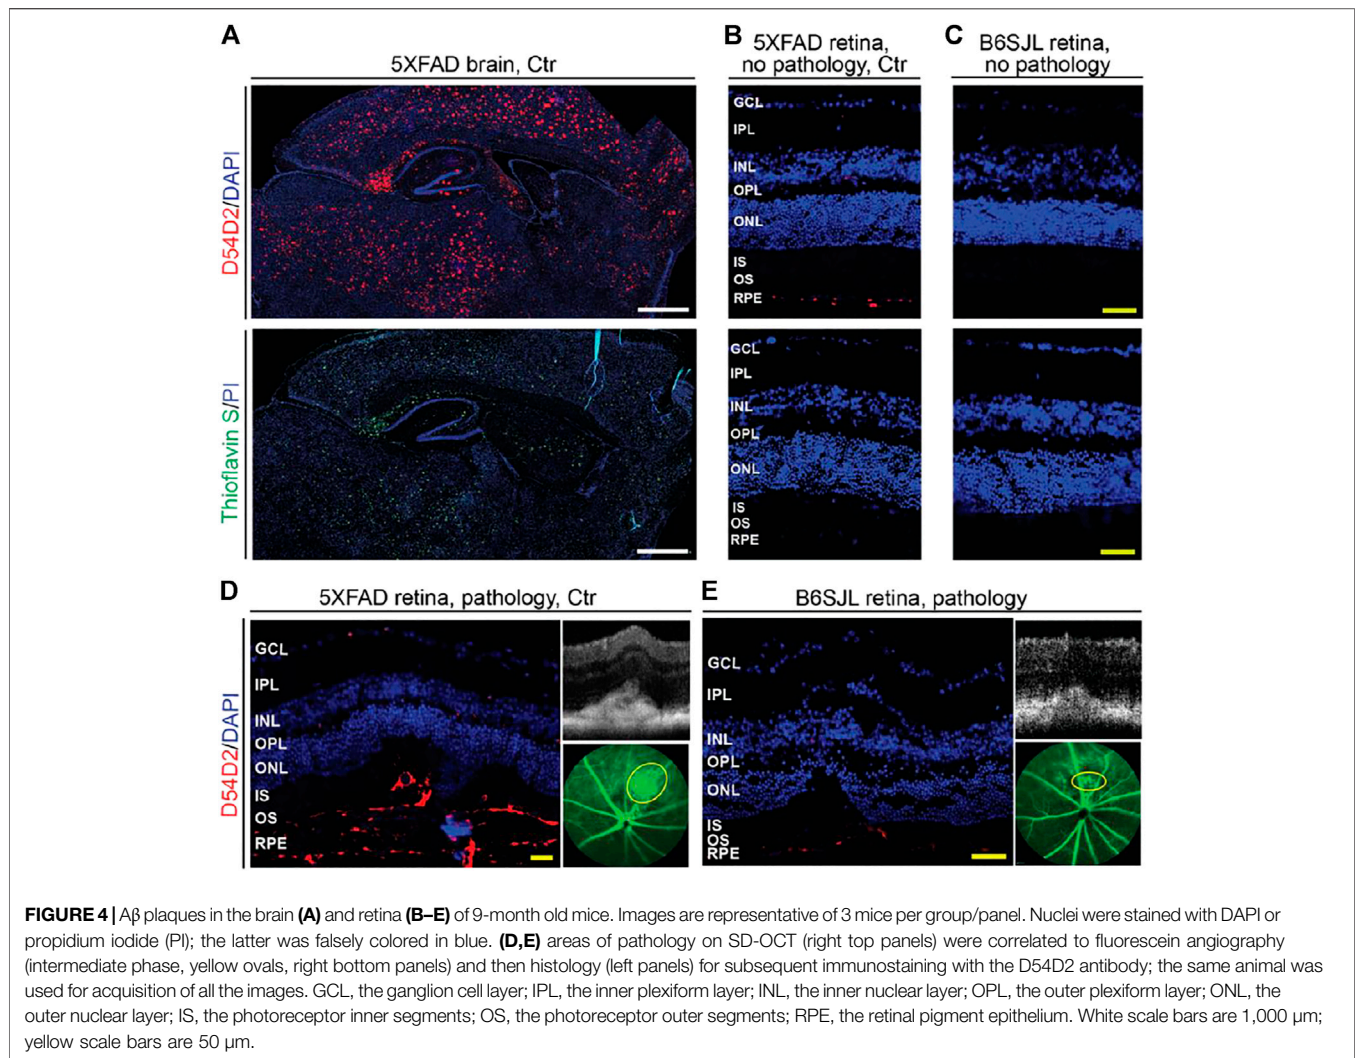 A
5XFAD brain, Ctr
B
5XFAD retina,
no pathology, Ctr
C
B6SJL retina,
no pathology
D54D2/DAPI
GCL
IPL
INL
OPL
ONL
IS
OS
RPE
Thioflavin S/PI
GCL
IPL
INL
OPL
ONL
IS
OS
RPE
D
5XFAD retina, pathology, Ctr
E
B6SJL retina, pathology
D54D2/DAPI
GCL
IPL
INL
OPL
ONL
IS
OS
RPE
GCL
IPL
INL
OPL
ONL
IS
OS
RPE
FIGURE 4 | Aβ plaques in the brain (A) and retina (B–E) of 9-month old mice. Images are representative of 3 mice per group/panel. Nuclei were stained with DAPI or
propidium iodide (PI); the latter was falsely colored in blue. (D,E) areas of pathology on SD-OCT (right top panels) were correlated to fluorescein angiography
(intermediate phase, yellow ovals, right bottom panels) and then histology (left panels) for subsequent immunostaining with the D54D2 antibody; the same animal was
used for acquisition of all the images. GCL, the ganglion cell layer; IPL, the inner plexiform layer; INL, the inner nuclear layer; OPL, the outer plexiform layer; ONL, the
outer nuclear layer; IS, the photoreceptor inner segments; OS, the photoreceptor outer segments; RPE, the retinal pigment epithelium. White scale bars are 1,000 μm;
yellow scale bars are 50 μm.